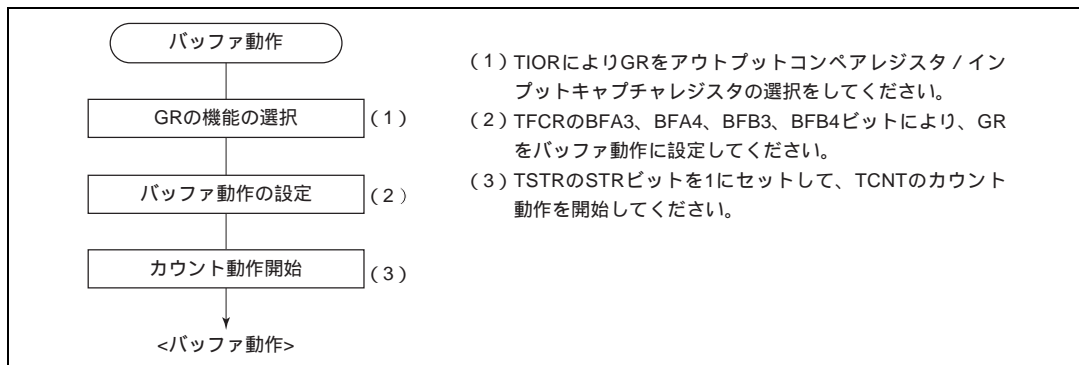 バッファ動作
GRの機能の選択
（1）
バッファ動作の設定
（2）
カウント動作開始
（3）
<バッファ動作>
（1）TIORによりGRをアウトプットコンペアレジスタ / イン
プットキャプチャレジスタの選択をしてください。
（2）TFCRのBFA3、BFA4、BFB3、BFB4ビットにより、GR
をバッファ動作に設定してください。
（3）TSTRのSTRビットを1にセットして、TCNTのカウント
動作を開始してください。